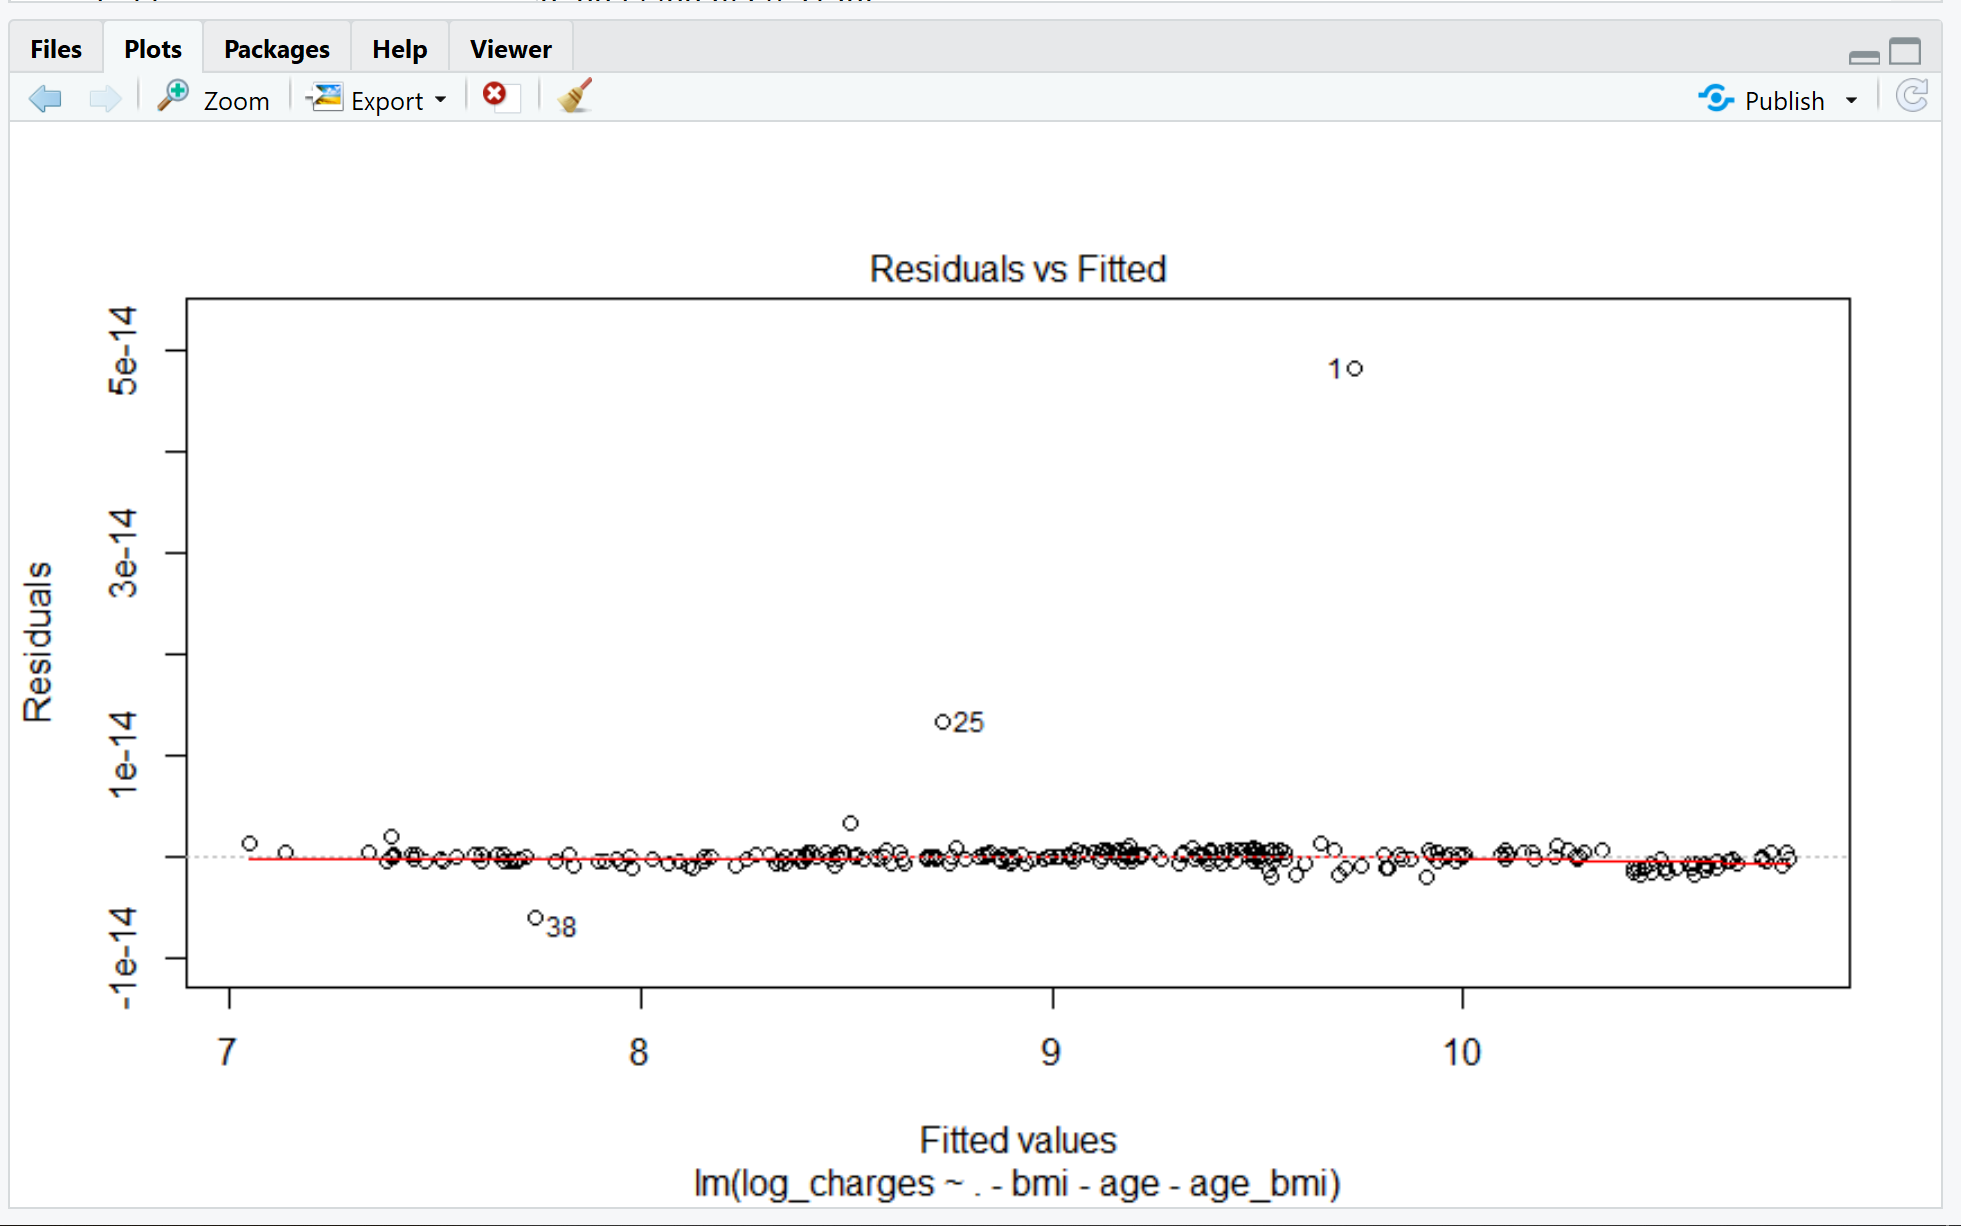 Files Plots Packages Help Viewer
Zoom Export Publish
Residuals vs Fitted
Residuals
5e-14
3e-14
1e-14
-1e-14
1
25
38
7 8 9 10
Fitted values
lm(log_charges ~ . - bmi - age - age_bmi)